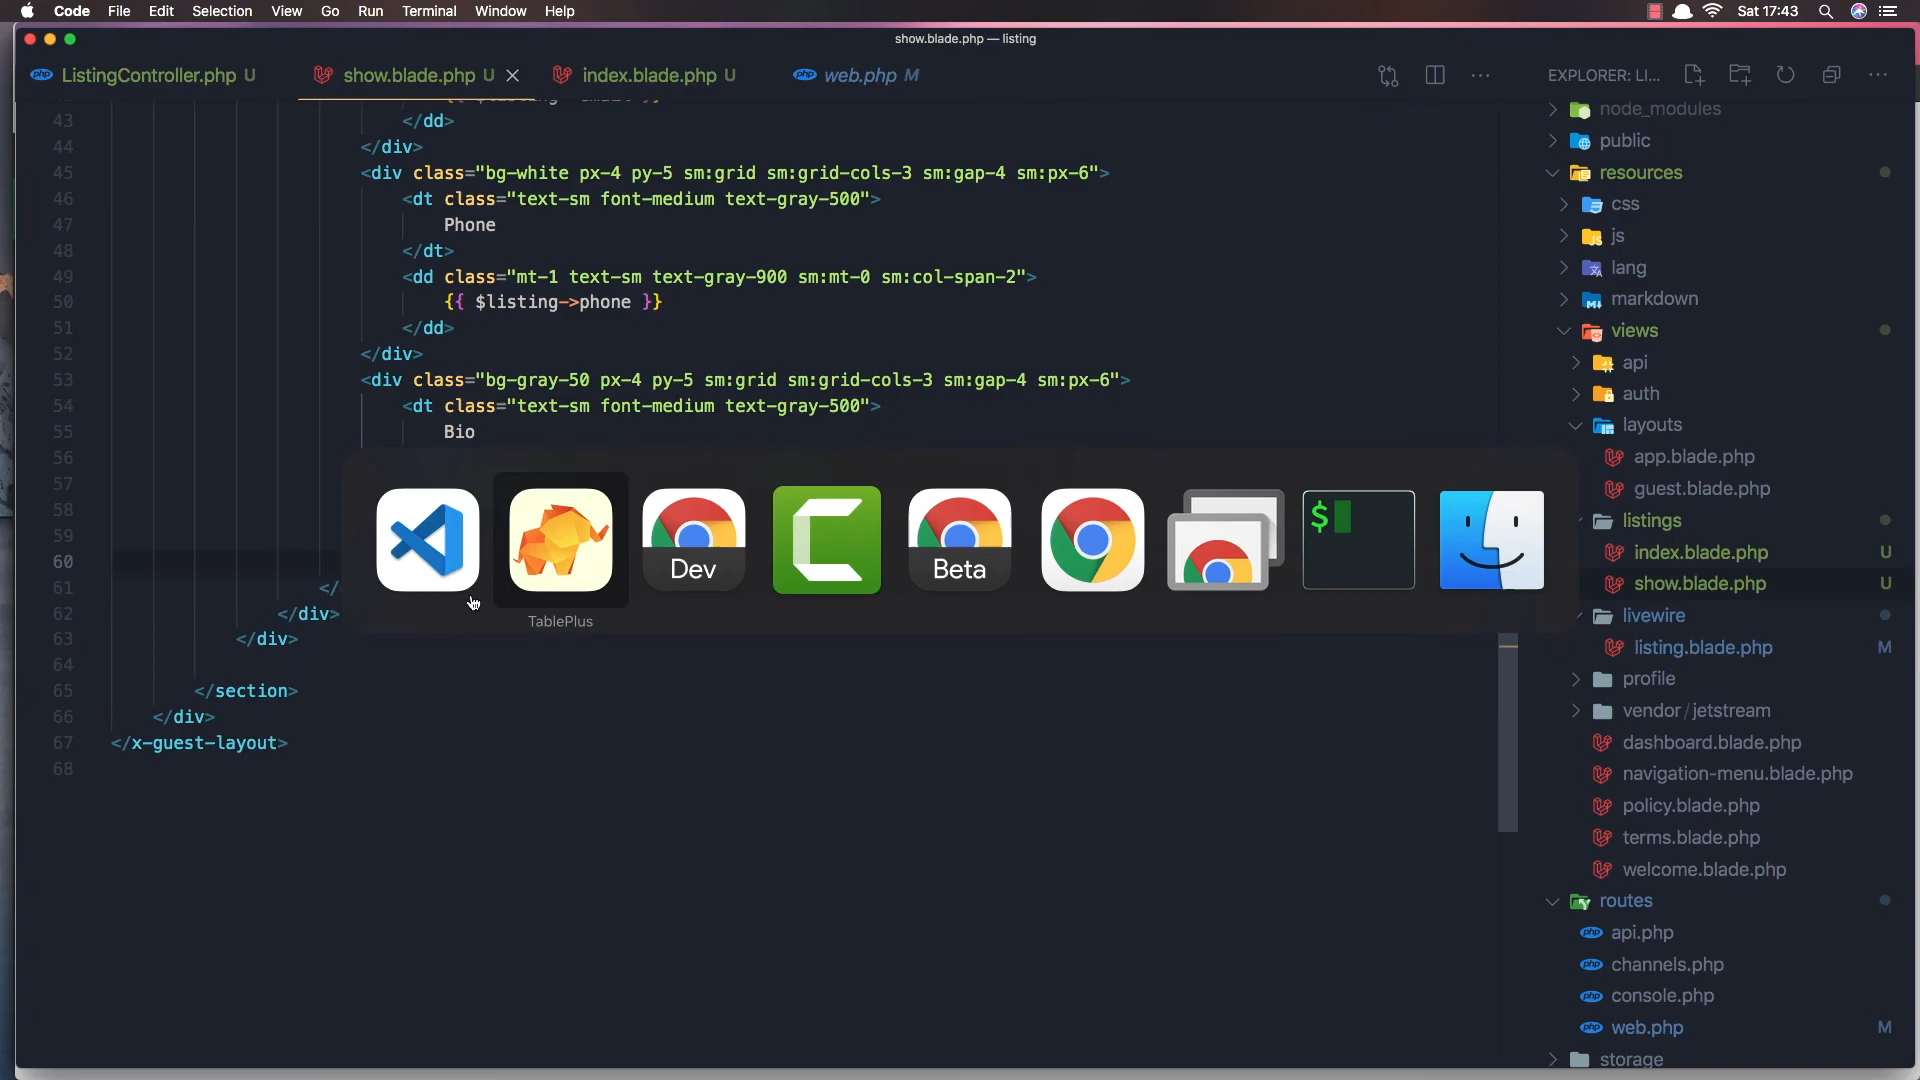 Code File Edit Selection View Go Run Terminal Window Help Sat 17:43
show.blade.php — listing
ListingController.php U show.blade.php U index.blade.php U web.php M EXPLORER: LI...
43 </dd>
44 </div>
45 <div class="bg-white px-4 py-5 sm:grid sm:grid-cols-3 sm:gap-4 sm:px-6">
46 <dt class="text-sm font-medium text-gray-500">
47 Phone
48 </dt>
49 <dd class="mt-1 text-sm text-gray-900 sm:mt-0 sm:col-span-2">
50 {{ $listing->phone }}
51 </dd>
52 </div>
53 <div class="bg-gray-50 px-4 py-5 sm:grid sm:grid-cols-3 sm:gap-4 sm:px-6">
54 <dt class="text-sm font-medium text-gray-500">
55 Bio
56
57
58
59
60
61 </
62 </div>
63 </div>
64
65 </section>
66 </div>
67 </x-guest-layout>
68
$
Dev
Beta
TablePlus
node_modules
public
resources
css
js
lang
markdown
views
api
auth
layouts
app.blade.php
guest.blade.php
listings
index.blade.php U
show.blade.php U
livewire
listing.blade.php M
profile
vendor/jetstream
dashboard.blade.php
navigation-menu.blade.php
policy.blade.php
terms.blade.php
welcome.blade.php
routes
api.php
channels.php
console.php
web.php M
storage